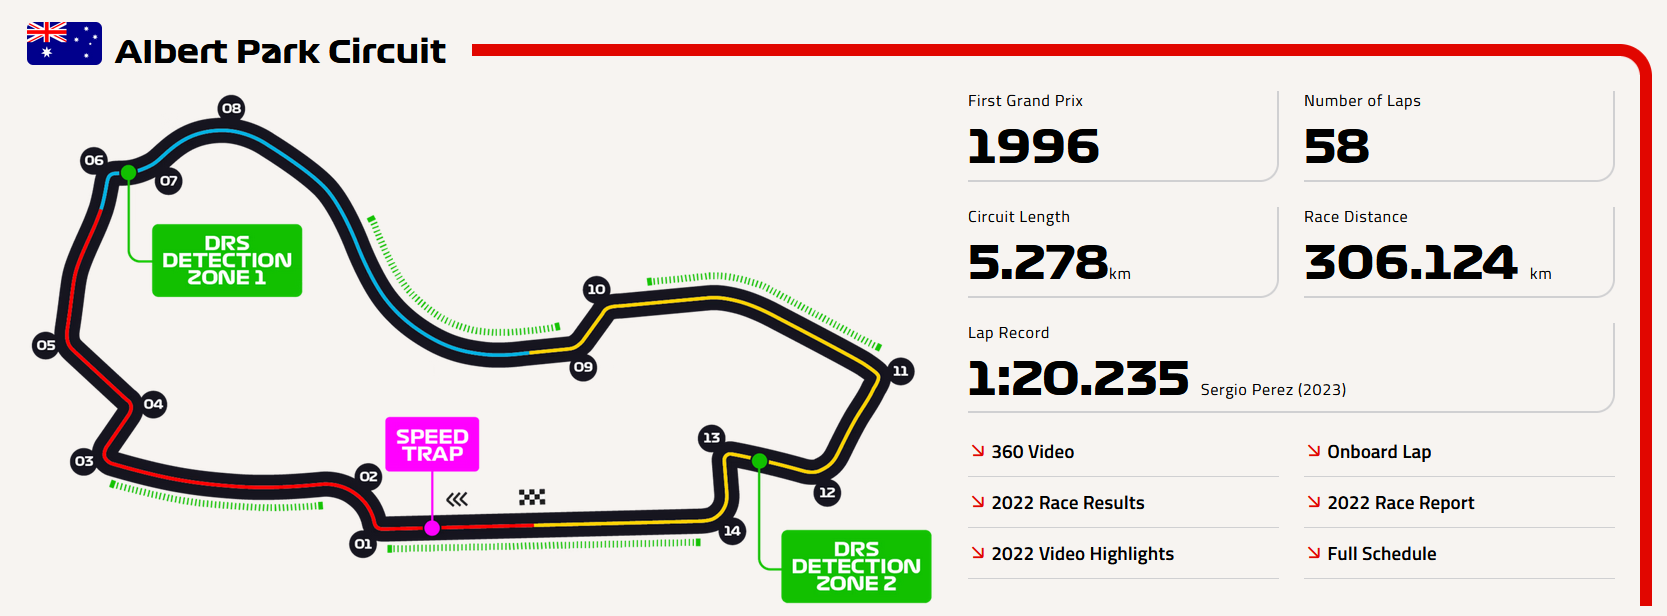 Albert Park Circuit
08
06
07
DRS
DETECTION
ZONE 1
10
05
09
11
04
SPEED
TRAP
13
03
02
12
01
14
DRS
DETECTION
ZONE 2
First Grand Prix
1996
Number of Laps
58
Circuit Length
5.278km
Race Distance
306.124 km
Lap Record
1:20.235 Sergio Perez (2023)
360 Video
Onboard Lap
2022 Race Results
2022 Race Report
2022 Video Highlights
Full Schedule